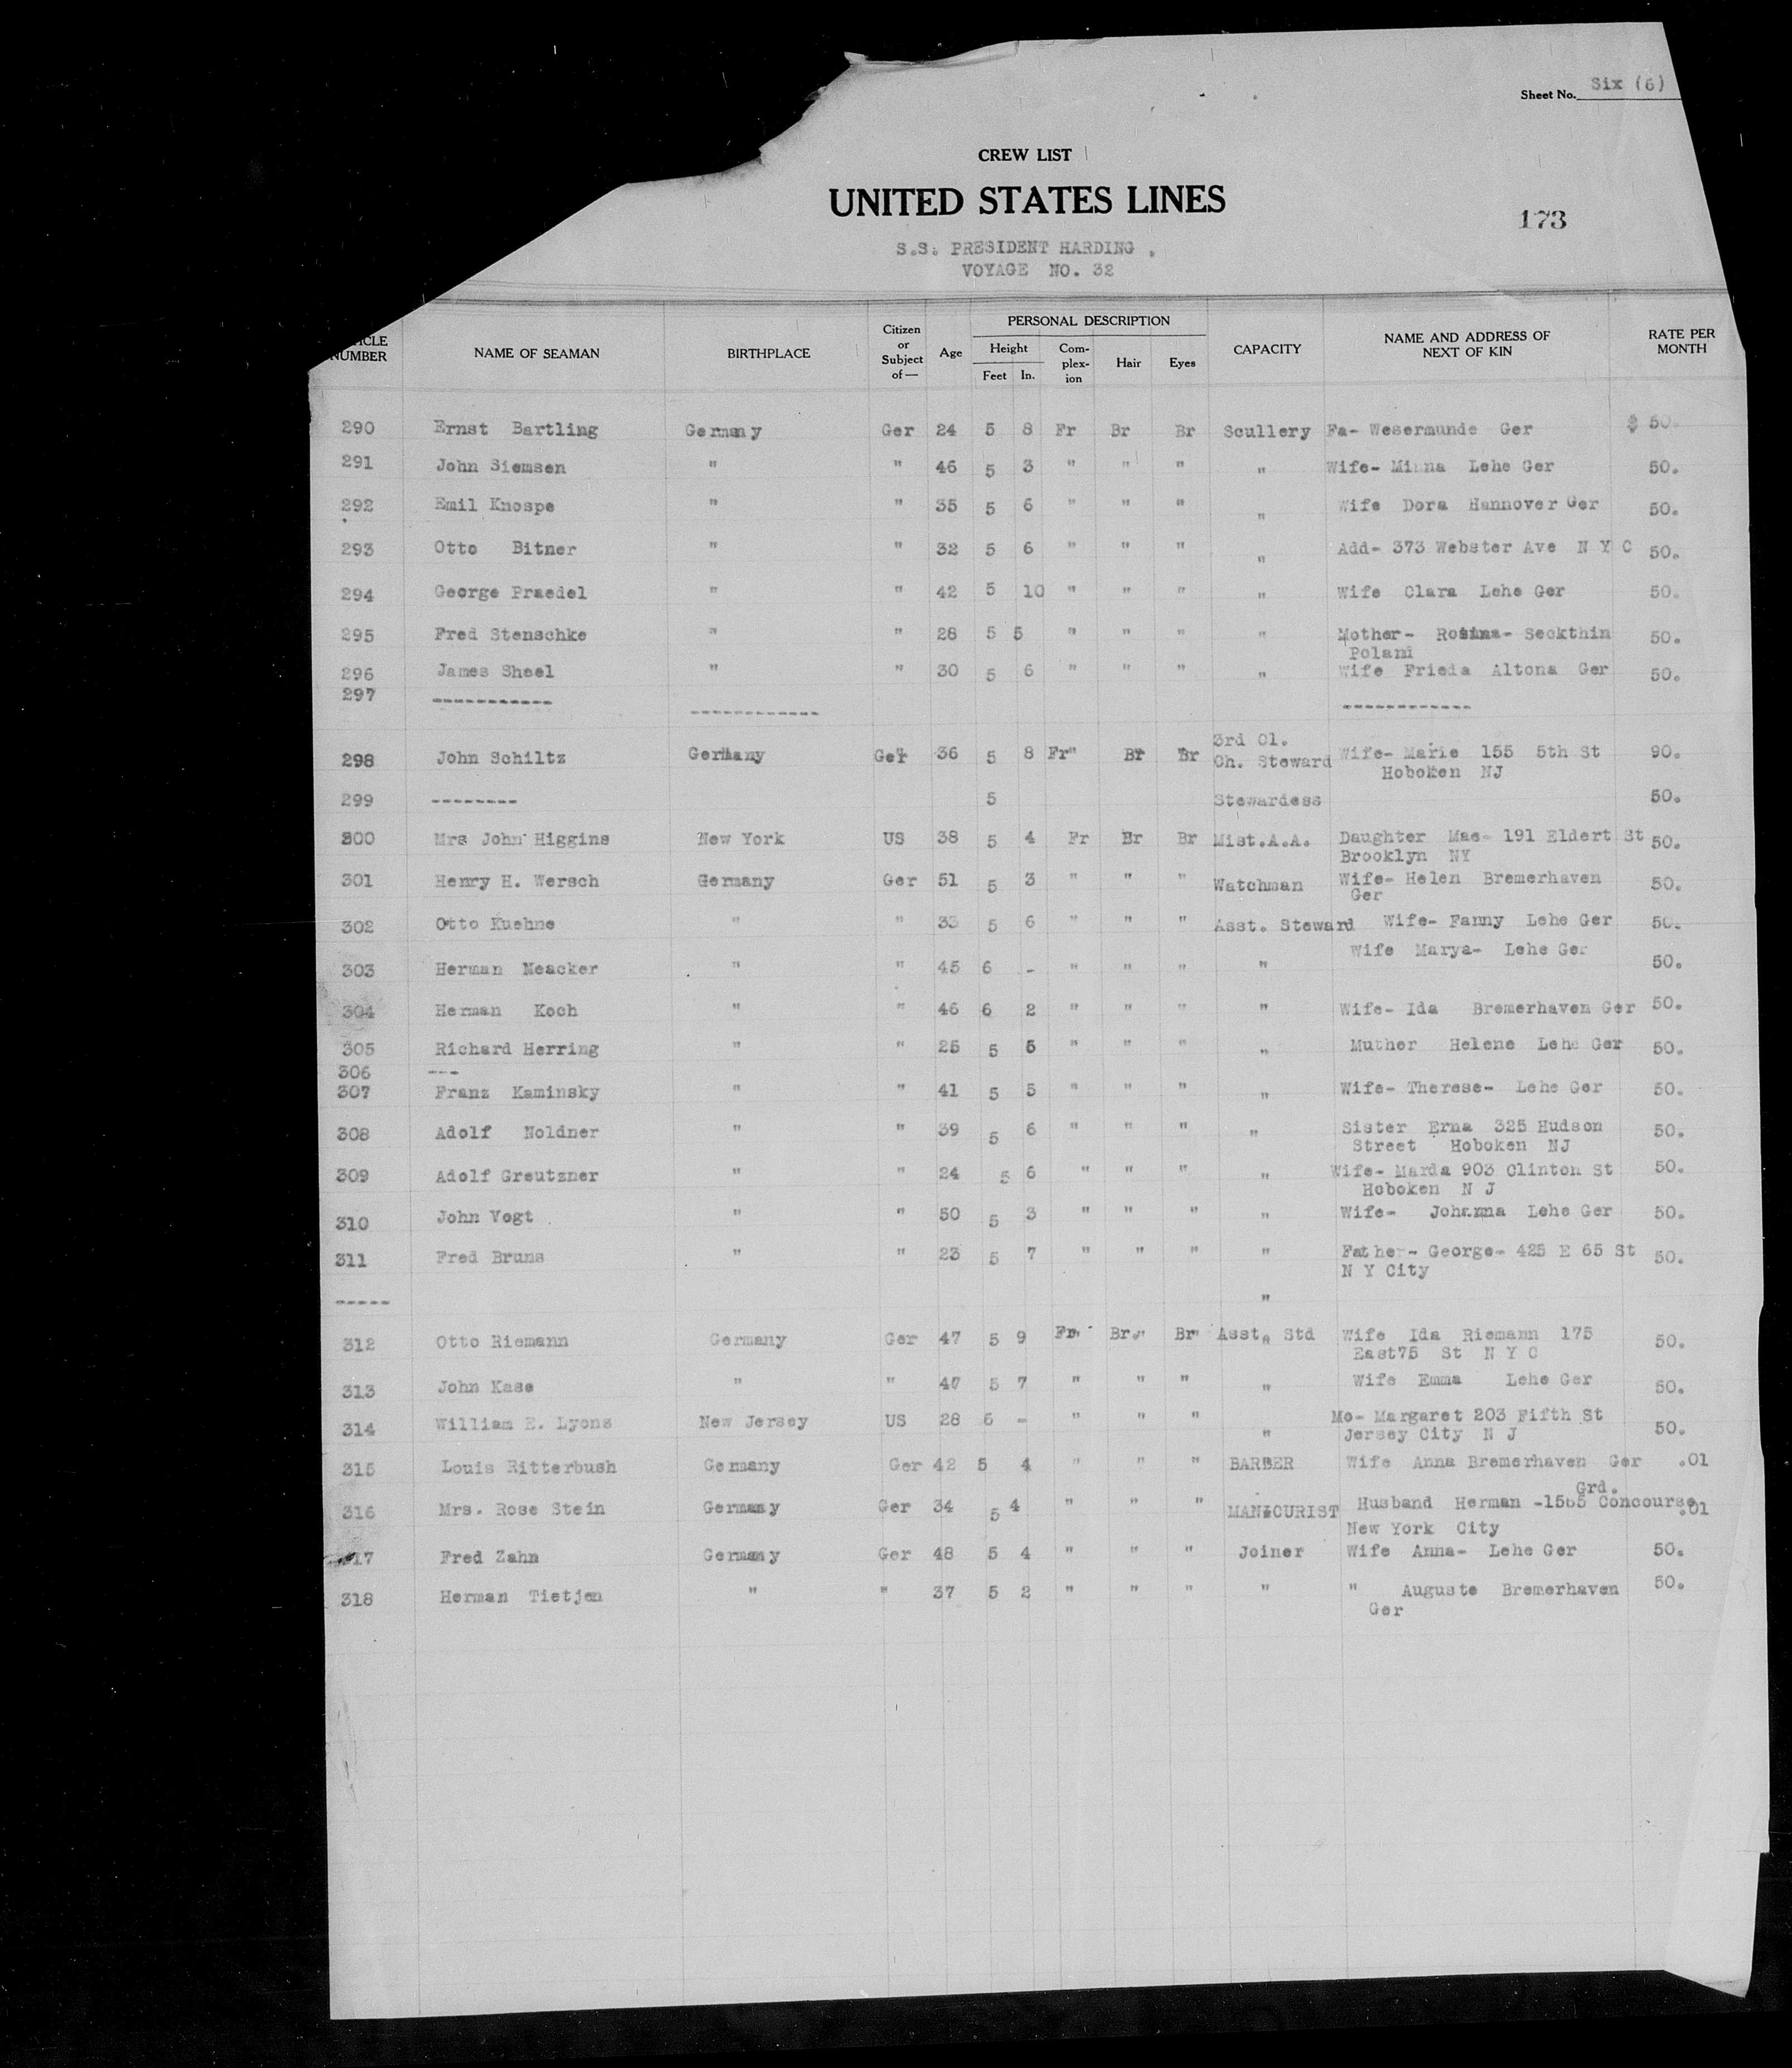 Sheet No. Six (6)
CREW LIST
UNITED STATES LINES
173
S.S. PRESIDENT HARDING .
VOYAGE NO. 32
NUMBER NAME OF SEAMAN BIRTHPLACE Citizen or Subject of— Age PERSONAL DESCRIPTION Height Feet In. Com-plex-ion Hair Eyes CAPACITY NAME AND ADDRESS OF NEXT OF KIN RATE PER MONTH
290 Ernst Bartling Germany Ger 24 5 8 Fr Br Br Scullery Fa- Wesermunde Ger $ 50.
291 John Siemsen " " 46 5 3 " " " " Wife- Minna Lehe Ger 50.
292 Emil Knospe " " 35 5 6 " " " " Wife Dora Hannover Ger 50.
293 Otto Bitner " " 32 5 6 " " " " Add- 373 Webster Ave N Y C 50.
294 George Praedel " " 42 5 10 " " " " Wife Clara Lehe Ger 50.
295 Fred Stenschke " " 28 5 5 " " " " Mother- Rosina- Seckthin 50.
Poland
296 James Sheel " " 30 5 6 " " " " Wife Frieda Altona Ger 50.
297 ----------- ------------ ------------
3rd Cl.
298 John Schiltz Germany Ger 36 5 8 Fr" Br Br Ch. Steward Wife- Marie 155 5th St 90.
Hoboken NJ
299 -------- 5 Stewardess 50.
300 Mrs John Higgins New York US 38 5 4 Fr Br Br Mist.A.A. Daughter Mae- 191 Eldert St 50.
Brooklyn NY
301 Henry H. Wersch Germany Ger 51 5 3 " " " Watchman Wife- Helen Bremerhaven 50.
Ger
302 Otto Kuehne " " 33 5 6 " " " Asst. Steward Wife- Fanny Lehe Ger 50.
Wife Marya- Lehe Ger
303 Herman Meacker " " 45 6 - " " " " 50.
304 Herman Koch " " 46 6 2 " " " " Wife- Ida Bremerhaven Ger 50.
305 Richard Herring " " 25 5 5 " " " " Muther Helene Lehe Ger 50.
306 ---
307 Franz Kaminsky " " 41 5 5 " " " " Wife- Therese- Lehe Ger 50.
308 Adolf Noldner " " 39 5 6 " " " " Sister Erna 325 Hudson 50.
Street Hoboken NJ
309 Adolf Greutzner " " 24 5 6 " " " " Wife- Marda 903 Clinton St 50.
Hoboken N J
310 John Vogt " " 50 5 3 " " " " Wife- Johanna Lehe Ger 50.
311 Fred Bruns " " 23 5 7 " " " " Father- George- 425 E 65 St 50.
N Y City
----- "
312 Otto Riemann Germany Ger 47 5 9 Fr" Br." Br" Asst. Std Wife Ida Riemann 175 50.
East75 St N Y C
313 John Kase " " 47 5 7 " " " " Wife Emma Lehe Ger 50.
314 William E. Lyons New Jersey US 28 6 - " " " " Mo- Margaret 203 Fifth St 50.
Jersey City N J
315 Louis Ritterbush Germany Ger 42 5 4 " " " BARBER Wife Anna Bremerhaven Ger .01
Grd.
316 Mrs. Rose Stein Germany Ger 34 5 4 " " " MANICURIST Husband Herman -1565 Concourse .01
New York City
317 Fred Zahn Germany Ger 48 5 4 " " " Joiner Wife Anna- Lehe Ger 50.
318 Herman Tietjen " " 37 5 2 " " " " " Auguste Bremerhaven 50.
Ger